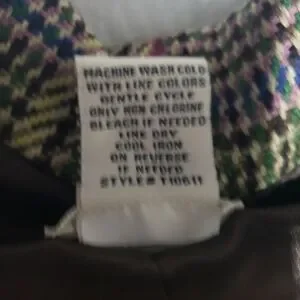 MACHINE WASH COLD
WITH LIKE COLORS
GENTLE CYCLE
ONLY NON CHLORINE
BLEACH IF NEEDED
LINE DRY
COOL IRON
ON REVERSE
IF NEEDED
STYLE# T10611